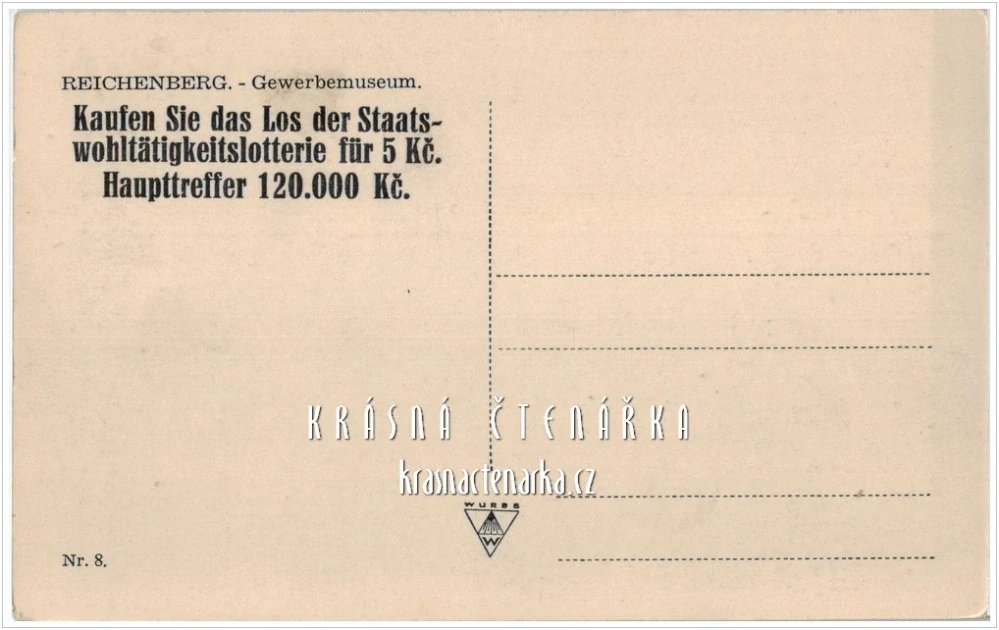 REICHENBERG. - Gewerbemuseum.
Kaufen Sie das Los der Staats-
wohltätigkeitslotterie für 5 Kč.
Haupttreffer 120.000 Kč.
KRÁSNÁ ČTENÁŘKA
krasnactenarka.cz
WURBS
W
Nr. 8.